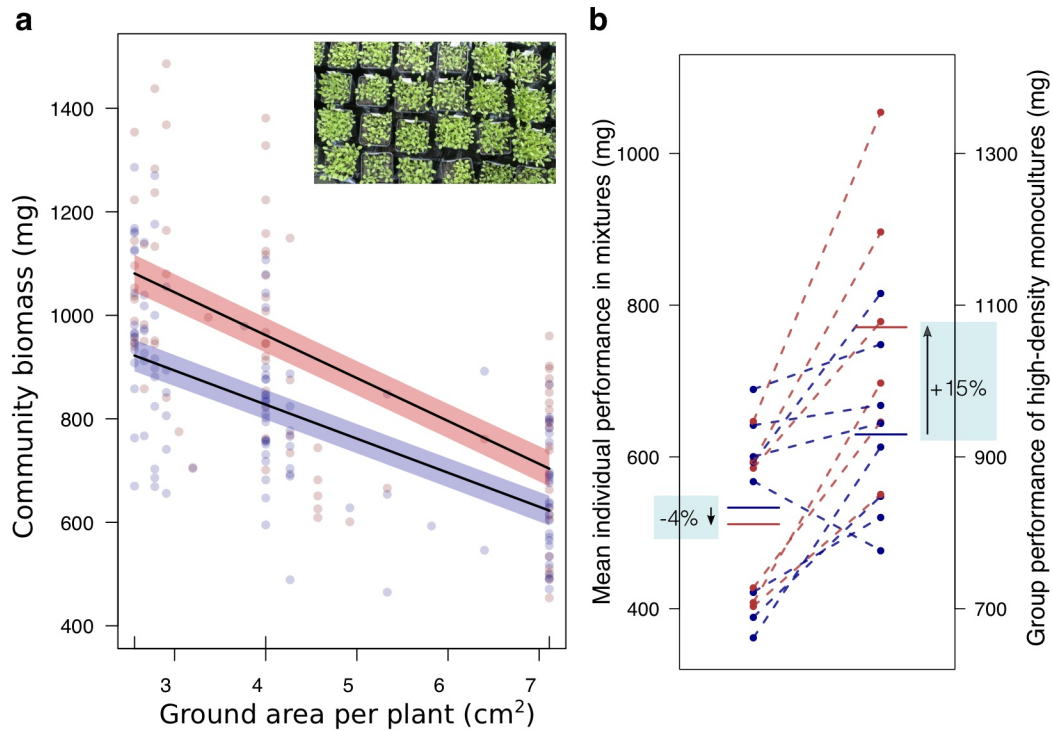 a
Community biomass (mg)
1400
1200
1000
800
600
400
3 4 5 6 7
Ground area per plant (cm²)
b
Mean individual performance in mixtures (mg)
1000
800
600
400
-4%
+15%
1300
1100
900
700
Group performance of high-density monocultures (mg)